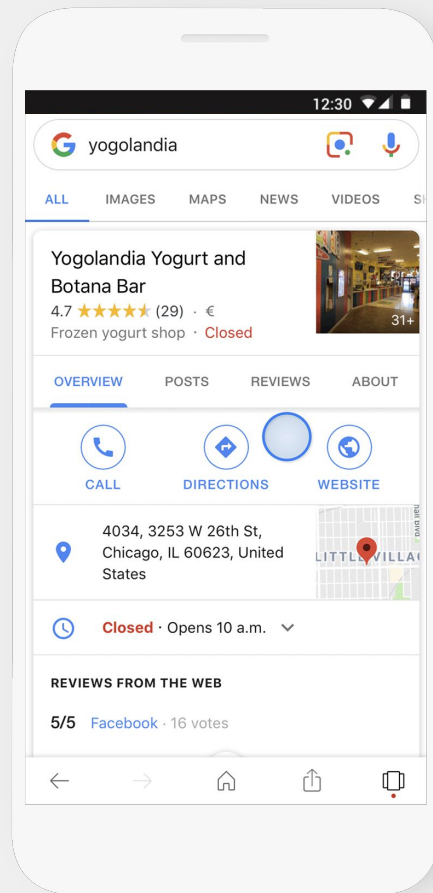 12:30
yogolandia
ALL IMAGES MAPS NEWS VIDEOS
Yogolandia Yogurt and
Botana Bar
4.7 (29) · €
Frozen yogurt shop · Closed
31+
OVERVIEW POSTS REVIEWS ABOUT
CALL DIRECTIONS WEBSITE
4034, 3253 W 26th St,
Chicago, IL 60623, United
States
LITTLE VILLAG
Closed · Opens 10 a.m.
REVIEWS FROM THE WEB
5/5 Facebook · 16 votes